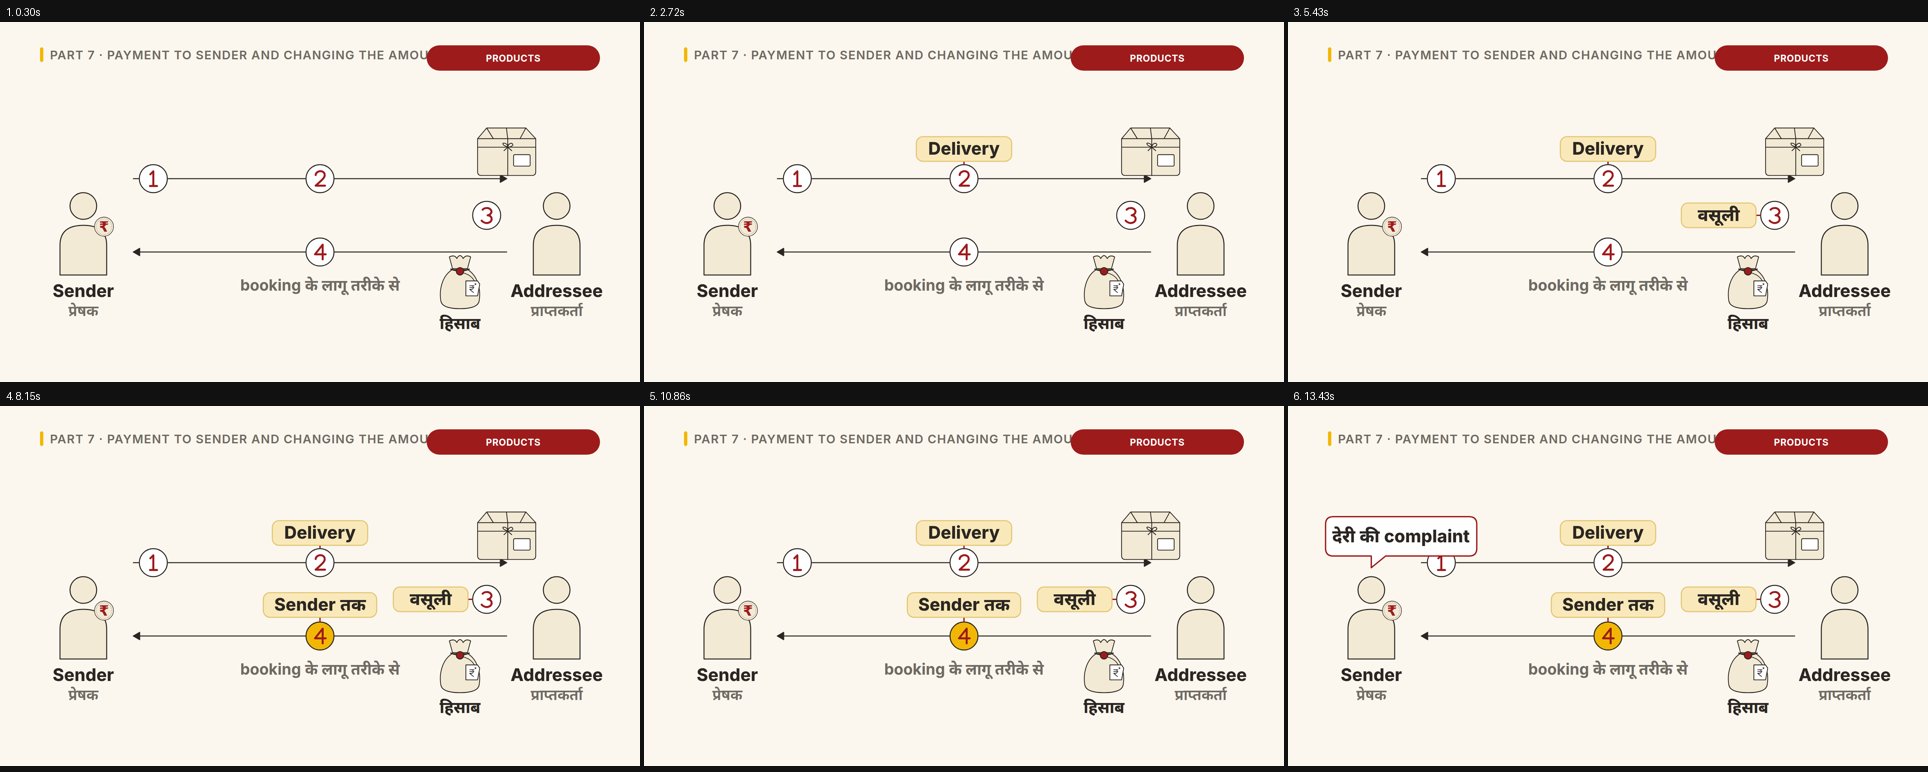 1. 0.30s
PART 7 · PAYMENT TO SENDER AND CHANGING THE AMOU
PRODUCTS
1
2
3
4
booking के लागू तरीके से
Sender
प्रेषक
हिसाब
Addressee
प्राप्तकर्ता
2. 2.72s
PART 7 · PAYMENT TO SENDER AND CHANGING THE AMOU
PRODUCTS
Delivery
1
2
3
4
booking के लागू तरीके से
Sender
प्रेषक
हिसाब
Addressee
प्राप्तकर्ता
3. 5.43s
PART 7 · PAYMENT TO SENDER AND CHANGING THE AMOU
PRODUCTS
Delivery
1
2
वसूली
3
₹
4
booking के लागू तरीके से
Sender
प्रेषक
हिसाब
Addressee
प्राप्तकर्ता
4. 8.15s
PART 7 · PAYMENT TO SENDER AND CHANGING THE AMOU
PRODUCTS
Delivery
1
2
Sender तक
वसूली
3
₹
4
booking के लागू तरीके से
Sender
प्रेषक
हिसाब
Addressee
प्राप्तकर्ता
5. 10.86s
PART 7 · PAYMENT TO SENDER AND CHANGING THE AMOU
PRODUCTS
Delivery
1
2
Sender तक
वसूली
3
₹
4
booking के लागू तरीके से
Sender
प्रेषक
हिसाब
Addressee
प्राप्तकर्ता
6. 13.43s
PART 7 · PAYMENT TO SENDER AND CHANGING THE AMOU
PRODUCTS
देरी की complaint
Delivery
1
2
Sender तक
वसूली
3
₹
4
booking के लागू तरीके से
Sender
प्रेषक
हिसाब
Addressee
प्राप्तकर्ता